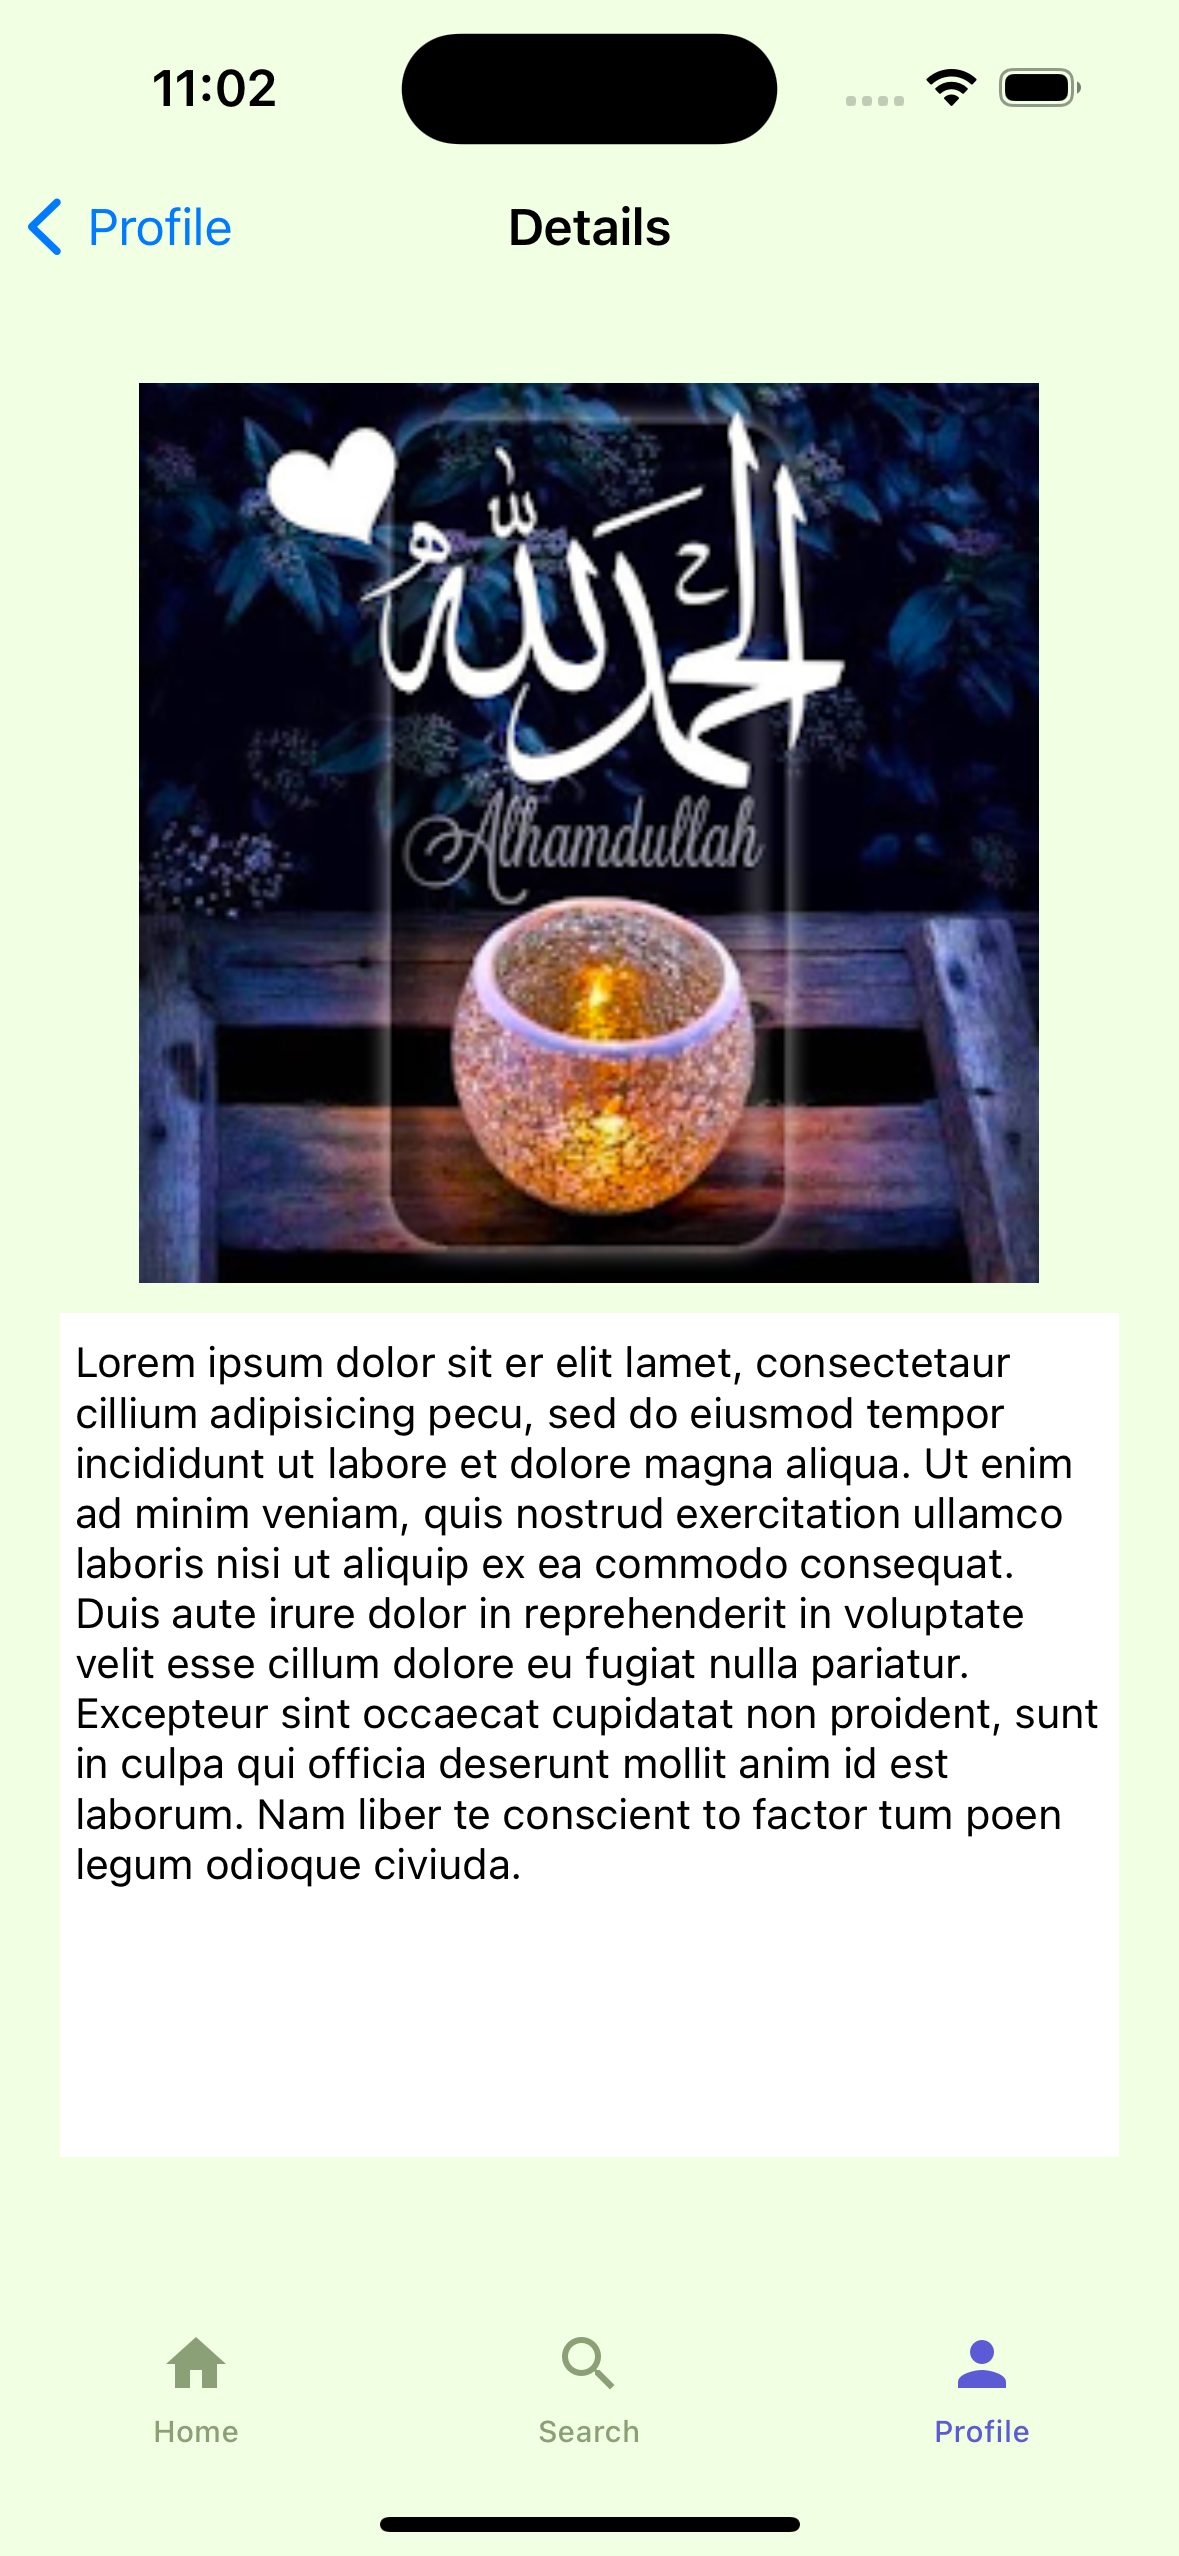 11:02
Profile
Details
الحمد لله
Alhamdullah
Lorem ipsum dolor sit er elit lamet, consectetaur
cillium adipisicing pecu, sed do eiusmod tempor
incididunt ut labore et dolore magna aliqua. Ut enim
ad minim veniam, quis nostrud exercitation ullamco
laboris nisi ut aliquip ex ea commodo consequat.
Duis aute irure dolor in reprehenderit in voluptate
velit esse cillum dolore eu fugiat nulla pariatur.
Excepteur sint occaecat cupidatat non proident, sunt
in culpa qui officia deserunt mollit anim id est
laborum. Nam liber te conscient to factor tum poen
legum odioque civiuda.
Home
Search
Profile